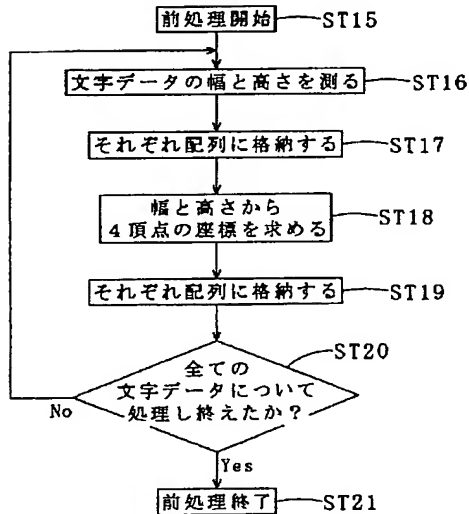 前処理開始 ST15
文字データの幅と高さを測る ST16
それぞれ配列に格納する ST17
幅と高さから
4頂点の座標を求める
ST18
それぞれ配列に格納する ST19
ST20
全ての
文字データについて
処理し終えたか？
No
Yes
前処理終了 ST21